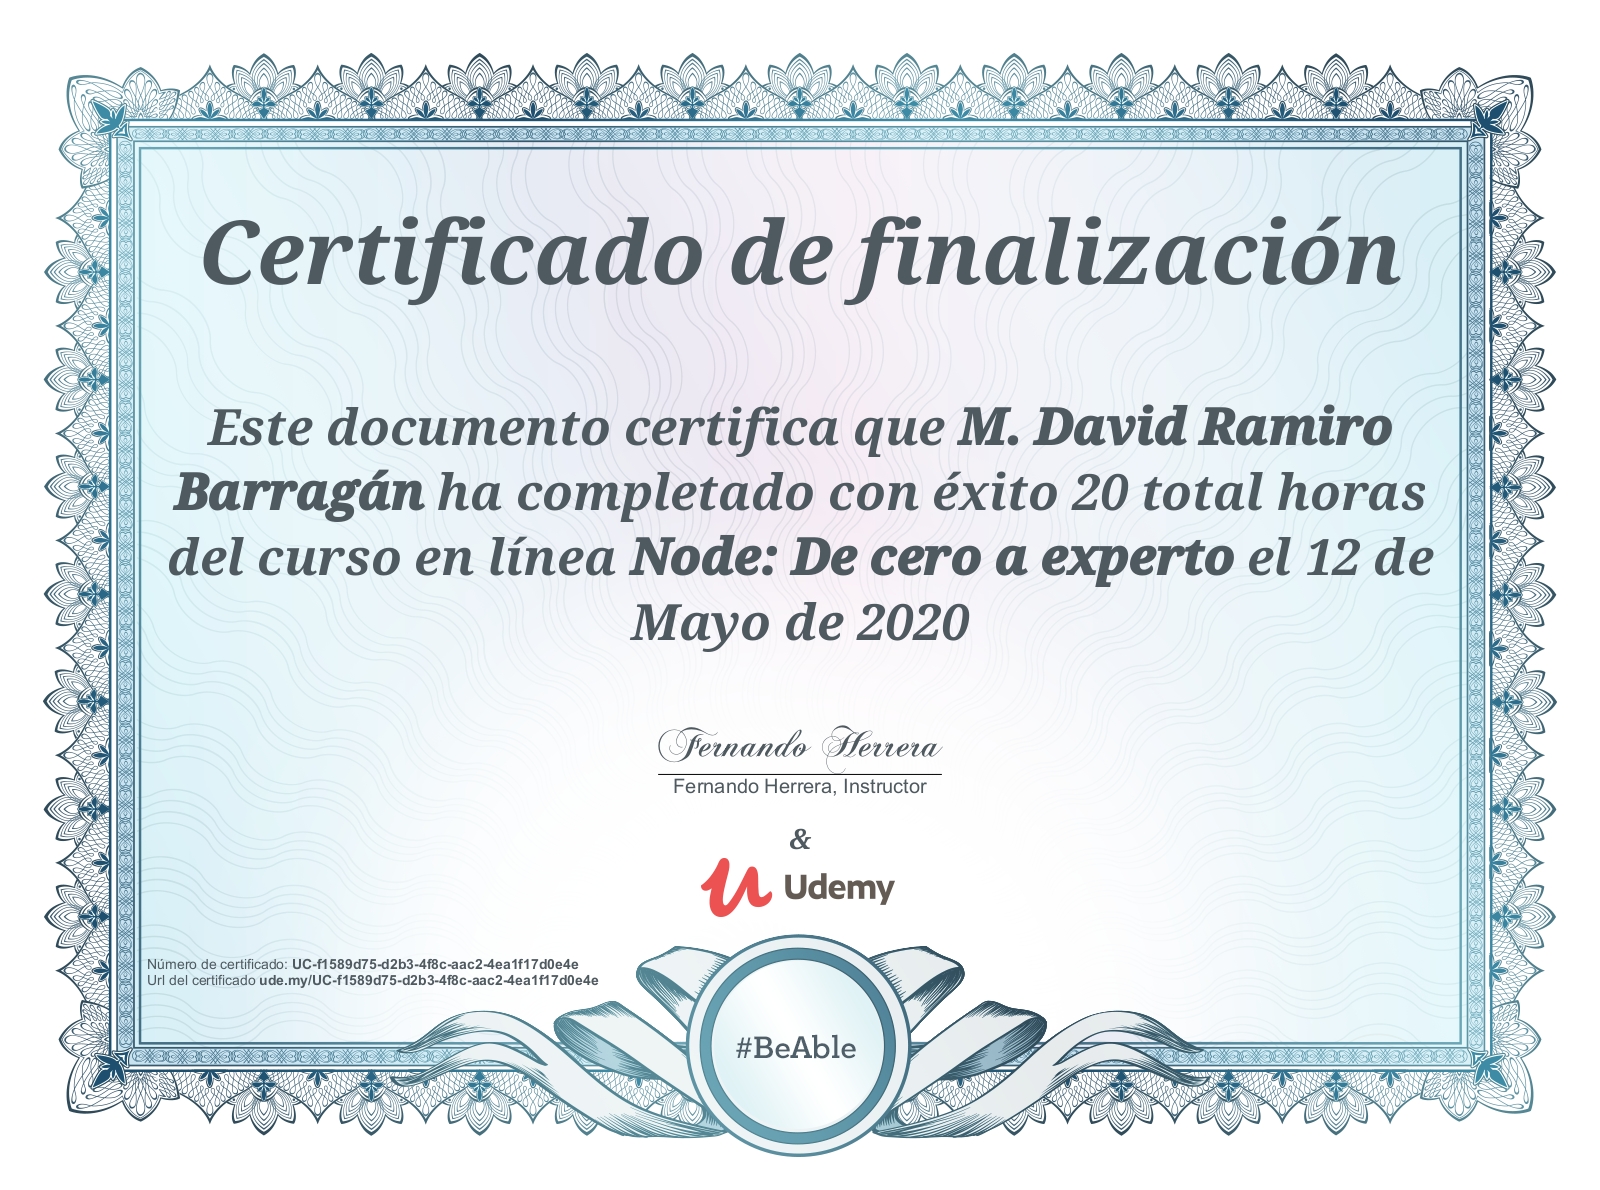 Certificado de finalización
Este documento certifica que M. David Ramiro
Barragán ha completado con éxito 20 total horas
del curso en línea Node: De cero a experto el 12 de
Mayo de 2020
Fernando Herrera
Fernando Herrera, Instructor
&
Udemy
Número de certificado: UC-f1589d75-d2b3-4f8c-aac2-4ea1f17d0e4e
Url del certificado ude.my/UC-f1589d75-d2b3-4f8c-aac2-4ea1f17d0e4e
#BeAble